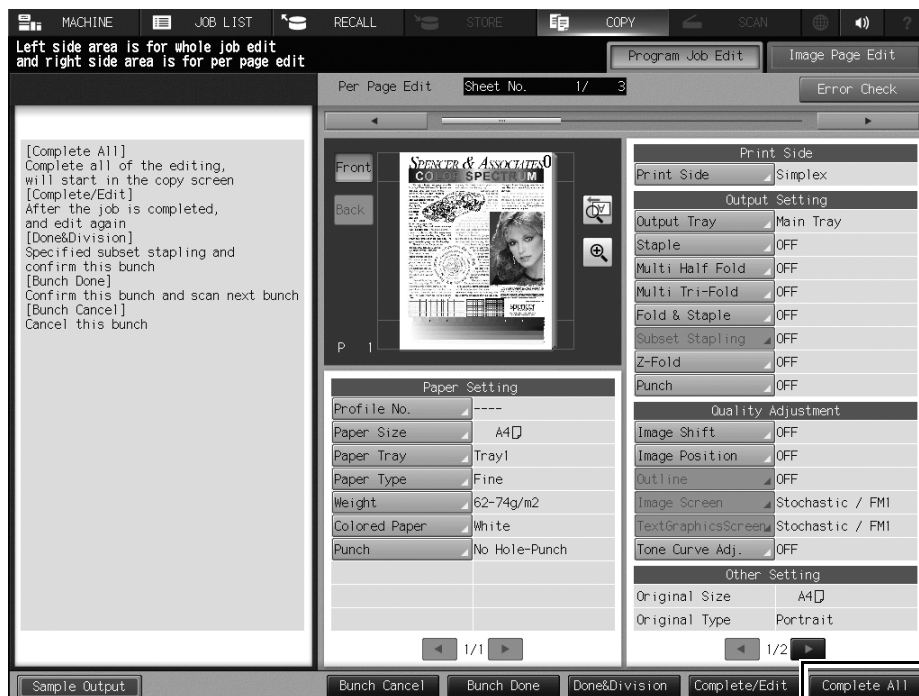 MACHINE JOB LIST RECALL STORE COPY SCAN ?
Left side area is for whole job edit
and right side area is for per page edit
Program Job Edit Image Page Edit
Per Page Edit Sheet No. 1/ 3
Error Check
[Complete All]
Complete all of the editing,
will start in the copy screen
[Complete/Edit]
After the job is completed,
and edit again
[Done&Division]
Specified subset stapling and
confirm this bunch
[Bunch Done]
Confirm this bunch and scan next bunch
[Bunch Cancel]
Cancel this bunch
Front
Back
P 1
SPENCER & ASSOCIATES
COLOR SPECTRUM
Paper Setting
Profile No. ----
Paper Size A4
Paper Tray Tray1
Paper Type Fine
Weight 62-74g/m2
Colored Paper White
Punch No Hole-Punch
1/1
Print Side
Print Side Simplex
Output Setting
Output Tray Main Tray
Staple OFF
Multi Half Fold OFF
Multi Tri-Fold OFF
Fold & Staple OFF
Subset Stapling OFF
Z-Fold OFF
Punch OFF
Quality Adjustment
Image Shift OFF
Image Position OFF
Outline OFF
Image Screen Stochastic / FM1
TextGraphicsScreen Stochastic / FM1
Tone Curve Adj. OFF
Other Setting
Original Size A4
Original Type Portrait
1/2
Sample Output Bunch Cancel Bunch Done Done&Division Complete/Edit Complete All